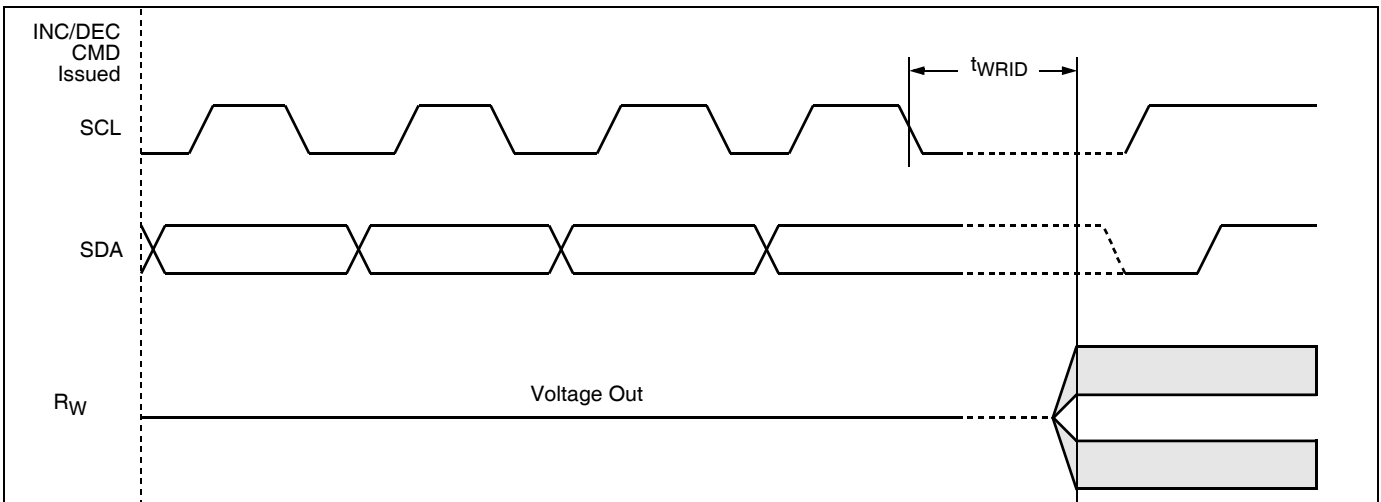 INC/DEC
CMD
Issued
tWRID
SCL
SDA
Voltage Out
RW